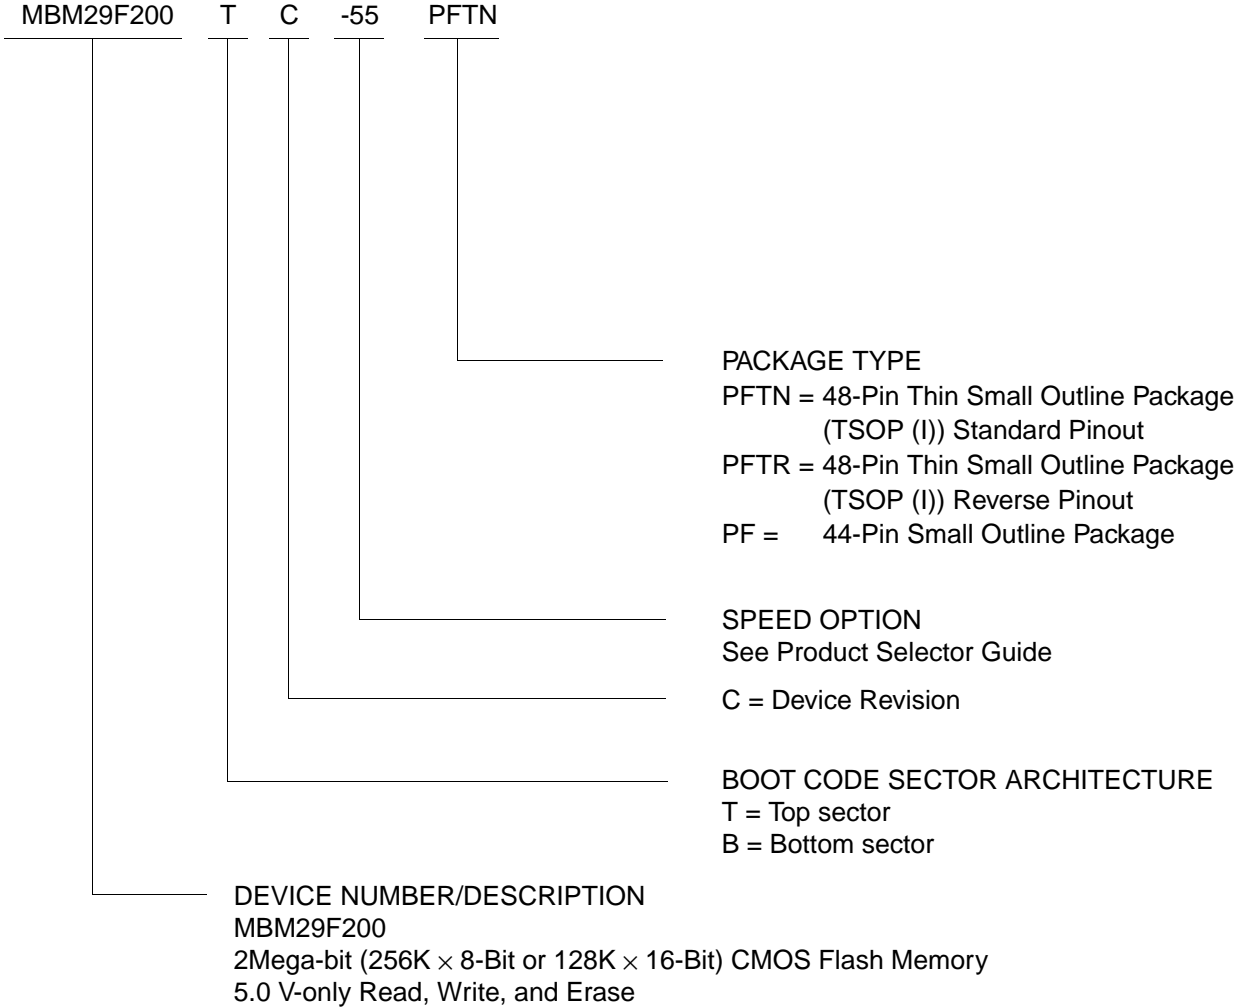 MBM29F200 T C -55 PFTN
PACKAGE TYPE
PFTN = 48-Pin Thin Small Outline Package
(TSOP (I)) Standard Pinout
PFTR = 48-Pin Thin Small Outline Package
(TSOP (I)) Reverse Pinout
PF = 44-Pin Small Outline Package
SPEED OPTION
See Product Selector Guide
C = Device Revision
BOOT CODE SECTOR ARCHITECTURE
T = Top sector
B = Bottom sector
DEVICE NUMBER/DESCRIPTION
MBM29F200
2Mega-bit (256K × 8-Bit or 128K × 16-Bit) CMOS Flash Memory
5.0 V-only Read, Write, and Erase